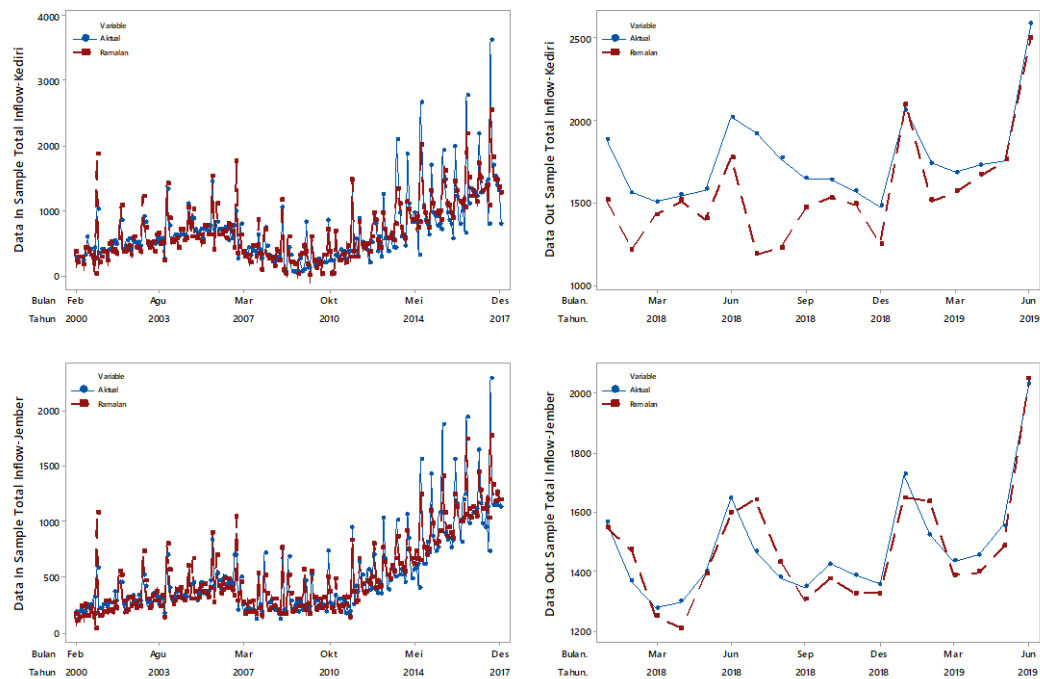 Data In Sample Total Inflow-Kediri
4000
3000
2000
1000
0
Variable
Aktual
Ramalan
Bulan Feb Agu Mar Okt Mei Des
Tahun 2000 2003 2007 2010 2014 2017
Data Out Sample Total Inflow-Kediri
2500
2000
1500
1000
Variable
Aktual
Ramalan
Bulan. Mar Jun Sep Des Mar Jun
Tahun. 2018 2018 2018 2018 2019 2019
Data In Sample Total Inflow-Jember
2000
1500
1000
500
0
Variable
Aktual
Ramalan
Bulan Feb Agu Mar Okt Mei Des
Tahun 2000 2003 2007 2010 2014 2017
Data Out Sample Total Inflow-Jember
2000
1800
1600
1400
1200
Variable
Aktual
Ramalan
Bulan. Mar Jun Sep Des Mar Jun
Tahun. 2018 2018 2018 2018 2019 2019